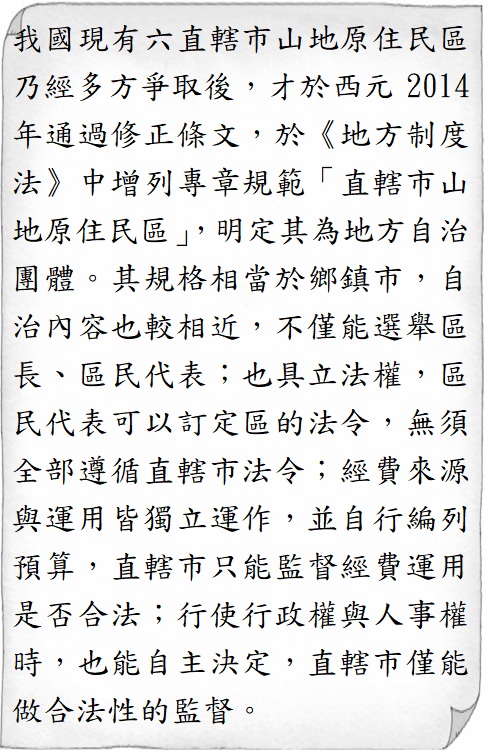 我國現有六直轄市山地原住民區
乃經多方爭取後，才於西元 2014
年通過修正條文，於《地方制度
法》中增列專章規範「直轄市山
地原住民區」，明定其為地方自治
團體。其規格相當於鄉鎮市，自
治內容也較相近，不僅能選舉區
長、區民代表；也具立法權，區
民代表可以訂定區的法令，無須
全部遵循直轄市法令；經費來源
與運用皆獨立運作，並自行編列
預算，直轄市只能監督經費運用
是否合法；行使行政權與人事權
時，也能自主決定，直轄市僅能
做合法性的監督。